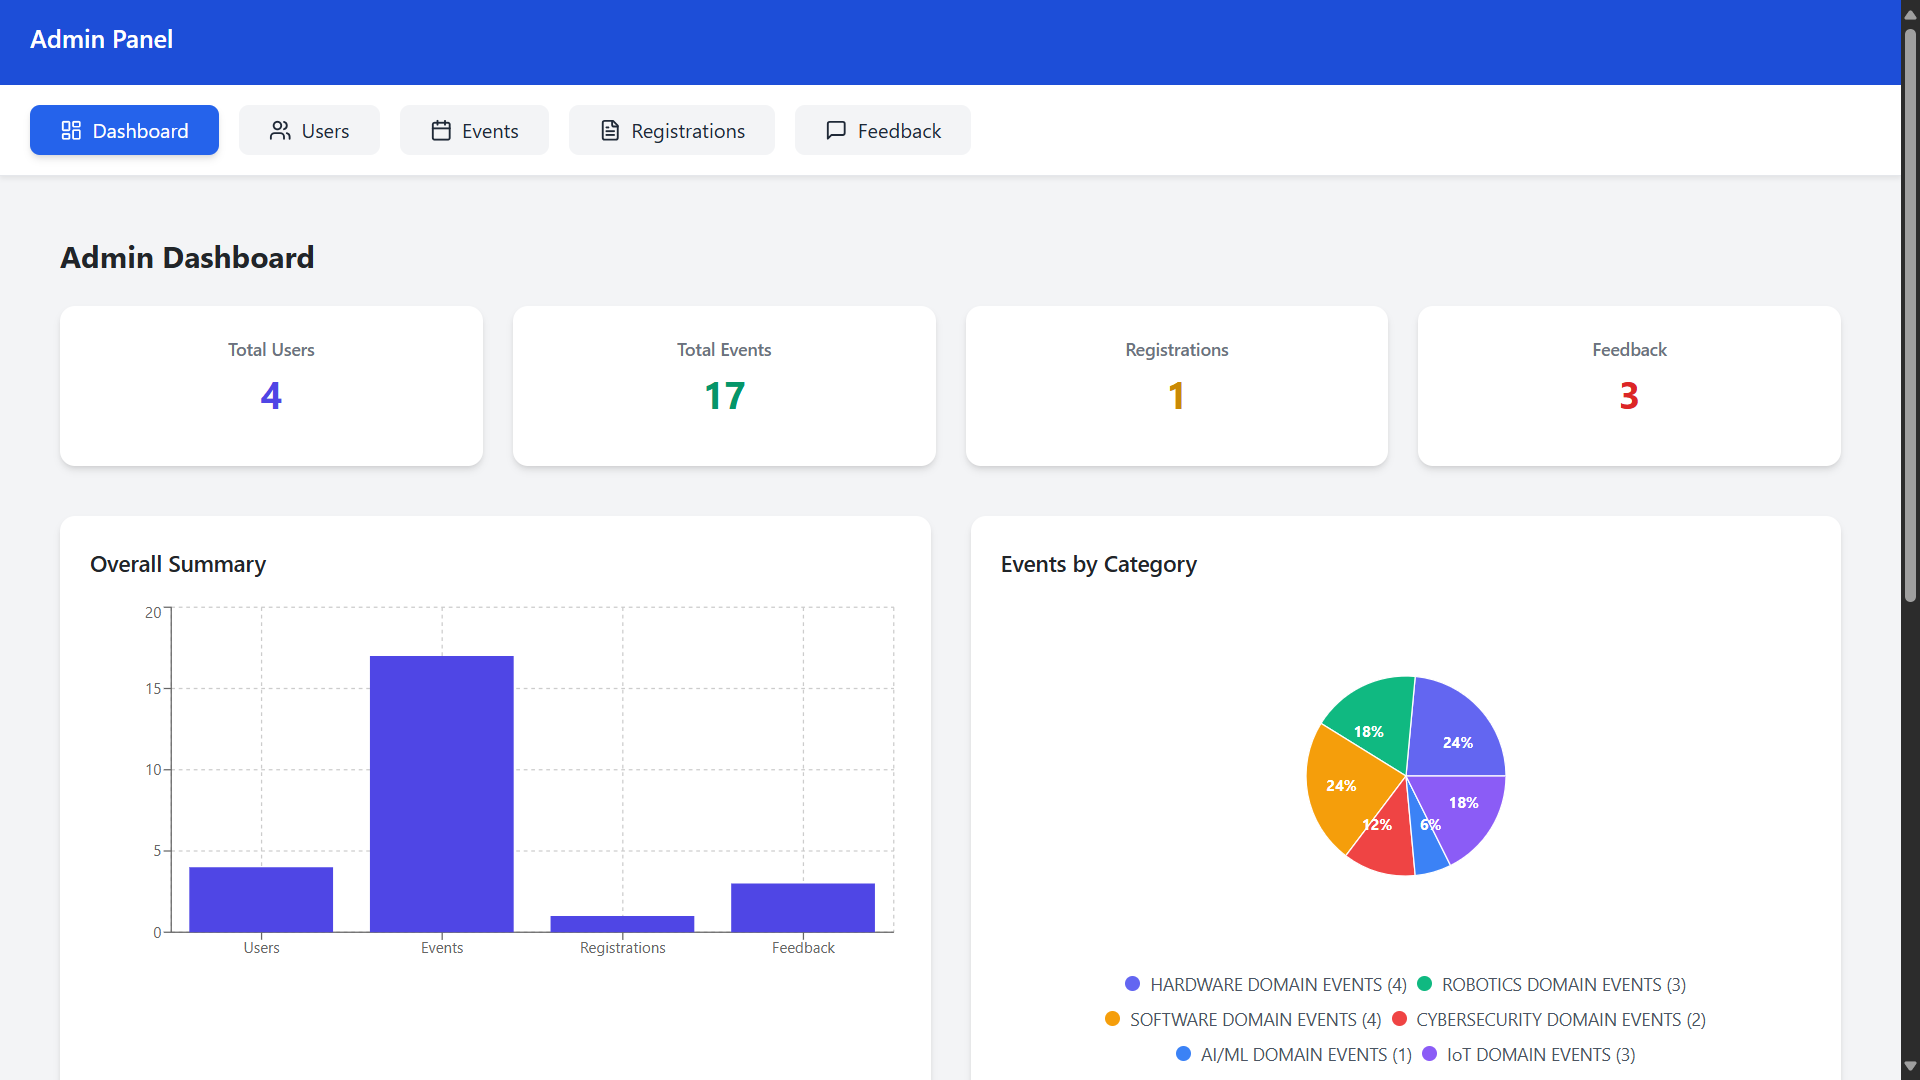 Admin Panel
Dashboard
Users
Events
Registrations
Feedback
Admin Dashboard
Total Users
4
Total Events
17
Registrations
1
Feedback
3
Overall Summary
20
15
10
5
0
Users
Events
Registrations
Feedback
Events by Category
18%
24%
24%
18%
12%
6%
HARDWARE DOMAIN EVENTS (4)
ROBOTICS DOMAIN EVENTS (3)
SOFTWARE DOMAIN EVENTS (4)
CYBERSECURITY DOMAIN EVENTS (2)
AI/ML DOMAIN EVENTS (1)
IoT DOMAIN EVENTS (3)